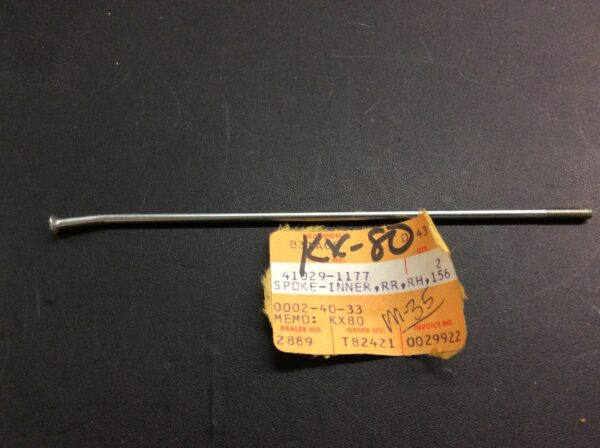 KX-80
43
41029-1177 2
SPOKE-INNER,RR,RH,156
0002-40-33
MEMO: KX80
M-35
DEALER NO. ORDER NO. INVOICE NO.
2889 T82421 0029922